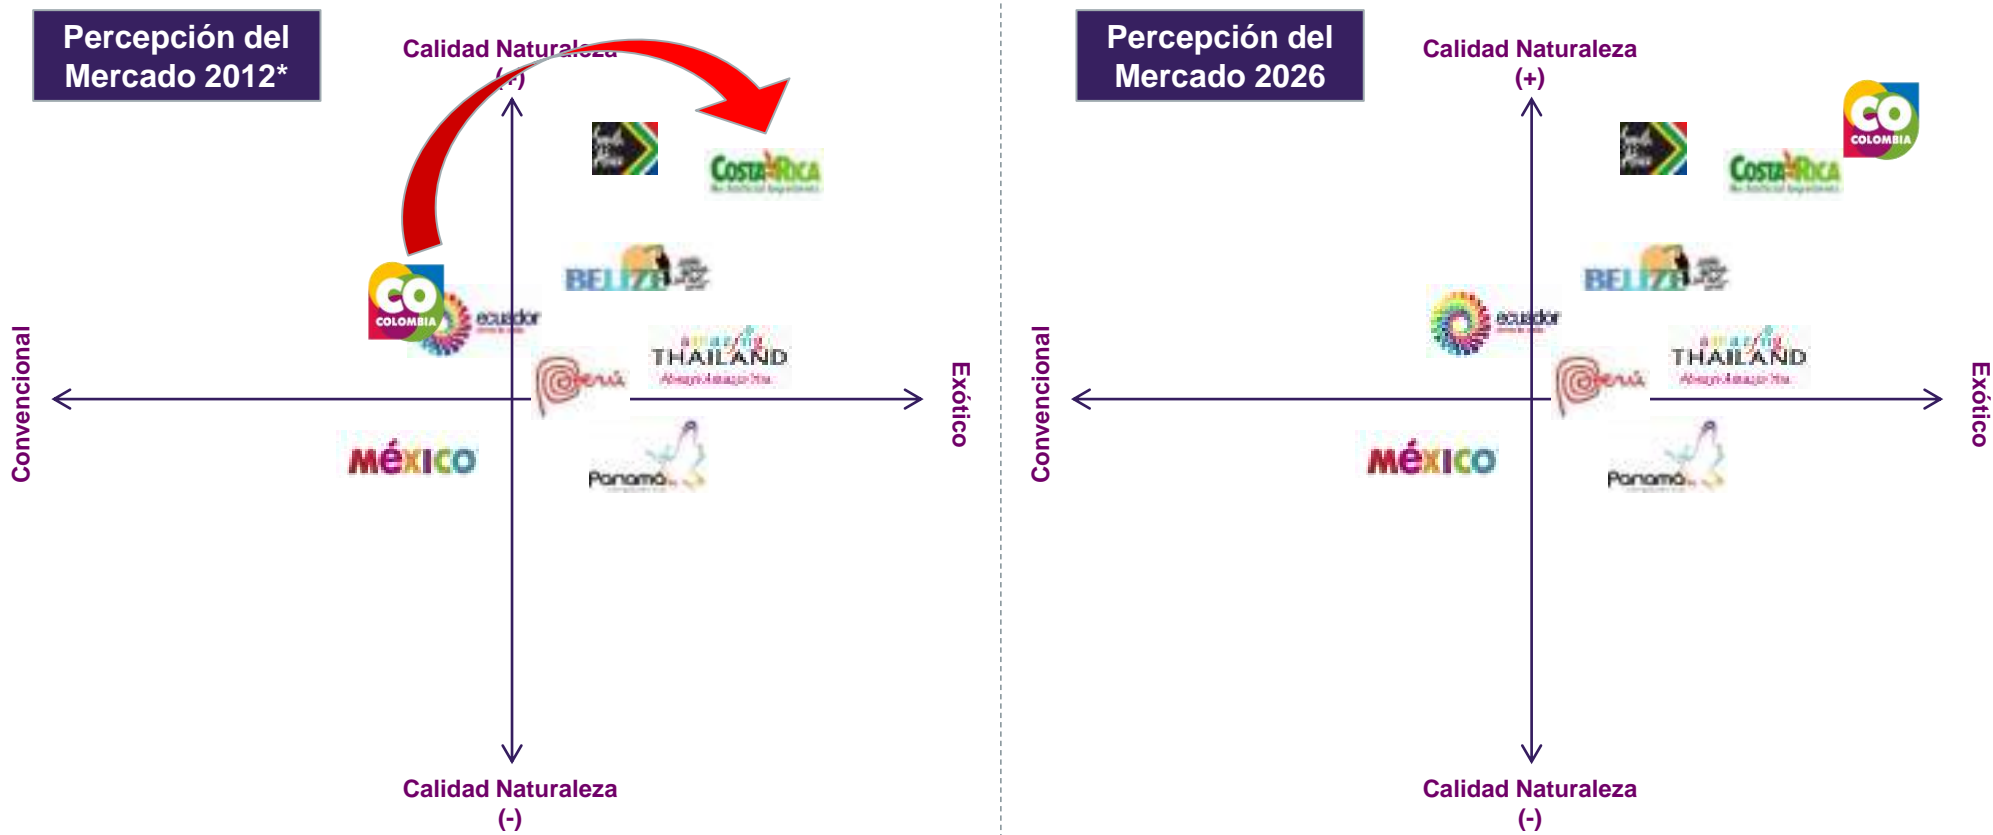 Percepción del
Mercado 2012*
Calidad Naturaleza
(+)
COSTA RICA
BELIZE
CO
COLOMBIA
ecuador
amazing
THAILAND
Perú
Convencional
Exótico
MéXICO
Panamá
Calidad Naturaleza
(-)
Percepción del
Mercado 2026
Calidad Naturaleza
(+)
CO
COLOMBIA
COSTA RICA
BELIZE
ecuador
amazing
THAILAND
Perú
Convencional
Exótico
MéXICO
Panamá
Calidad Naturaleza
(-)